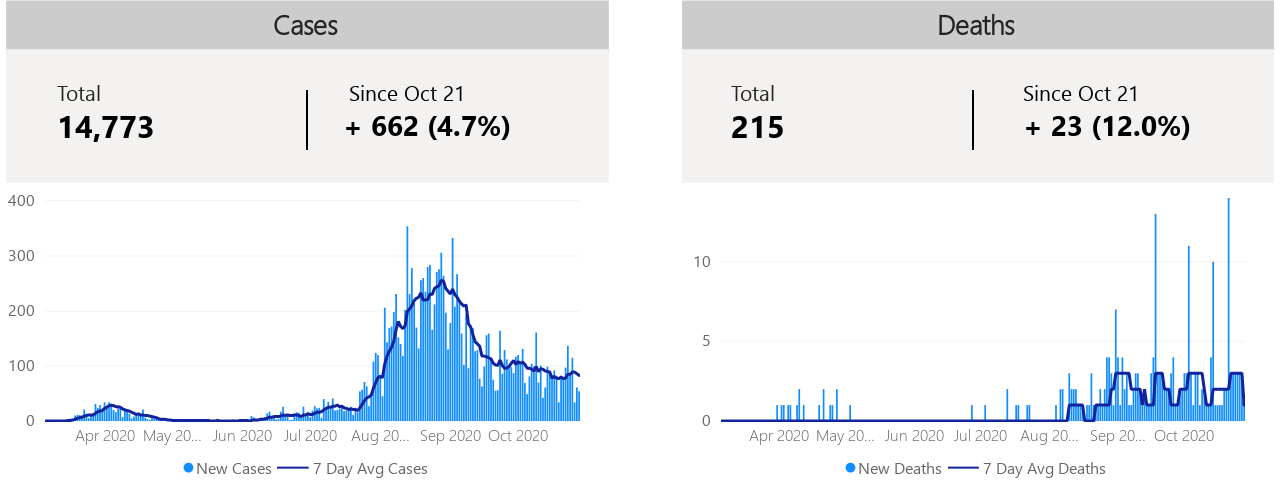 Cases
Total
Since Oct 21
14,773
+ 662 (4.7%)
400
300
200
100
0
Apr 2020 May 20... Jun 2020 Jul 2020 Aug 20... Sep 2020 Oct 2020
New Cases 7 Day Avg Cases
Deaths
Total
Since Oct 21
215
+ 23 (12.0%)
10
5
0
Apr 2020 May 20... Jun 2020 Jul 2020 Aug 20... Sep 20... Oct 2020
New Deaths 7 Day Avg Deaths